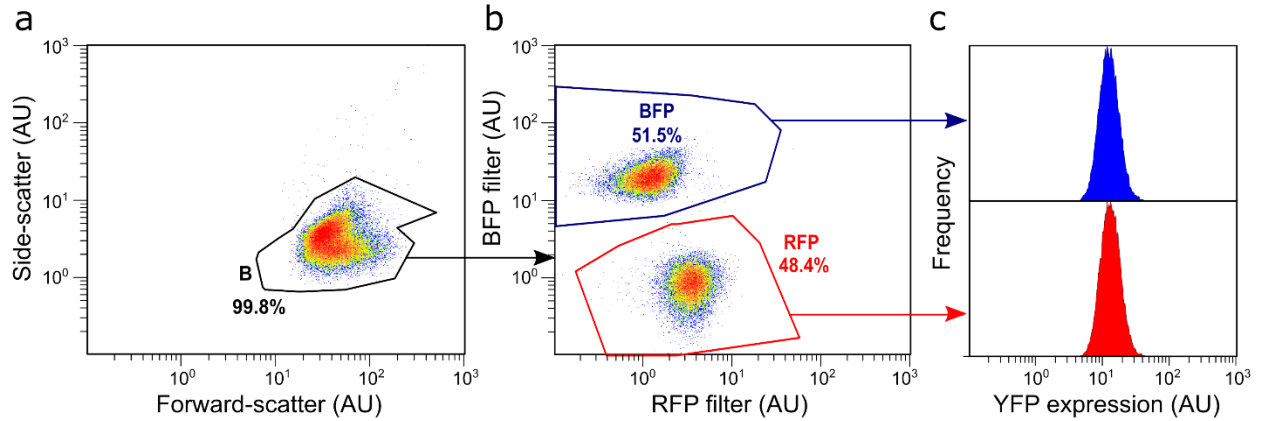 a
10³
10²
10¹
10⁰
Side-scatter (AU)
B
99.8%
10⁰
10¹
10²
10³
Forward-scatter (AU)
b
10³
10²
10¹
10⁰
BFP filter (AU)
BFP
51.5%
RFP
48.4%
10⁰
10¹
10²
10³
RFP filter (AU)
c
Frequency
10⁰
10¹
10²
10³
YFP expression (AU)